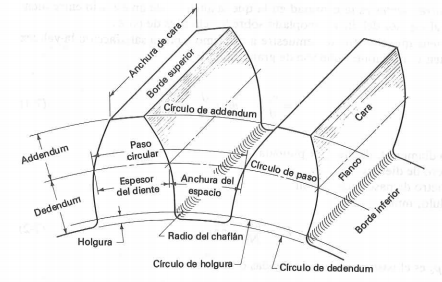 Anchura de cara
Borde superior
Círculo de addendum
Cara
Addendum
Paso
circular
Flanco
Círculo de paso
Espesor
del diente
Anchura del
espacio
Dedendum
Borde inferior
Holgura
Radio del chaflán
Círculo de holgura
Círculo de dedendum